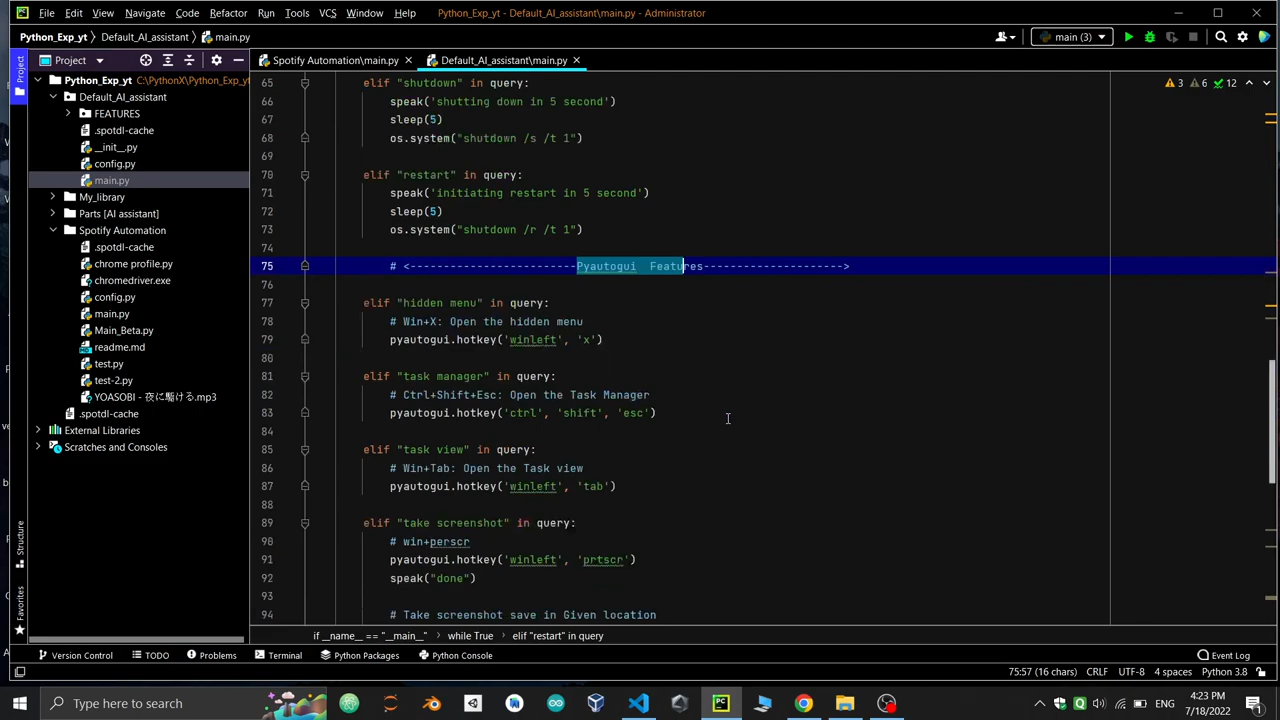 File Edit View Navigate Code Refactor Run Tools VCS Window Help Python_Exp_yt - Default_AI_assistant\main.py - Administrator
Python_Exp_yt Default_AI_assistant main.py main (3)
Project Spotify Automation\main.py Default_AI_assistant\main.py
Project
Python_Exp_yt C:\PythonX\Python_Exp_yt
Default_AI_assistant
FEATURES
.spotdl-cache
__init__.py
config.py
main.py
My_library
Parts [AI assistant]
Spotify Automation
.spotdl-cache
chrome profile.py
chromedriver.exe
config.py
main.py
Main_Beta.py
readme.md
test.py
test-2.py
YOASOBI - 夜に駆ける.mp3
.spotdl-cache
External Libraries
Scratches and Consoles
3 6 12
65 elif "shutdown" in query:
66 speak('shutting down in 5 second')
67 sleep(5)
68 os.system("shutdown /s /t 1")
69
70 elif "restart" in query:
71 speak('initiating restart in 5 second')
72 sleep(5)
73 os.system("shutdown /r /t 1")
74
75 # <-------------------------Pyautogui  Features--------------------->
76
77 elif "hidden menu" in query:
78 # Win+X: Open the hidden menu
79 pyautogui.hotkey('winleft', 'x')
80
81 elif "task manager" in query:
82 # Ctrl+Shift+Esc: Open the Task Manager
83 pyautogui.hotkey('ctrl', 'shift', 'esc')
84
85 elif "task view" in query:
86 # Win+Tab: Open the Task view
87 pyautogui.hotkey('winleft', 'tab')
88
89 elif "take screenshot" in query:
90 # win+perscr
91 pyautogui.hotkey('winleft', 'prtscr')
92 speak("done")
93
94 # Take screenshot save in Given location
if __name__ == "__main__" while True elif "restart" in query
Structure
Favorites
Version Control TODO Problems Terminal Python Packages Python Console Event Log
75:57 (16 chars) CRLF UTF-8 4 spaces Python 3.8
Type here to search
ENG
4:23 PM
7/18/2022